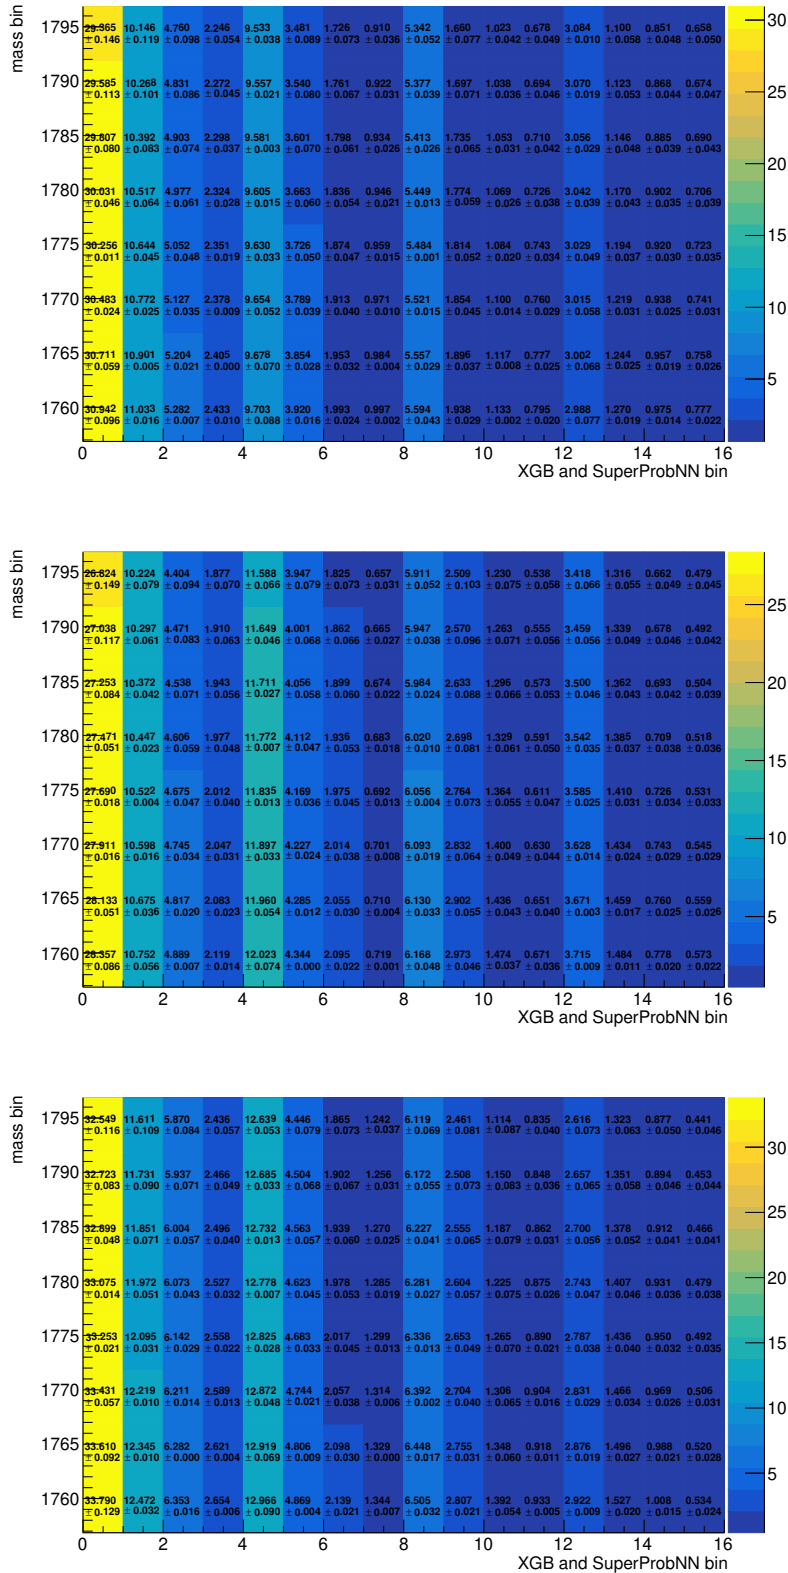 mass bin
1795 29.365 10.146 4.760 2.246 9.533 3.481 1.726 0.910 5.342 1.660 1.023 0.678 3.084 1.100 0.851 0.658 30
± 0.146 ± 0.119 ± 0.098 ± 0.054 ± 0.038 ± 0.089 ± 0.073 ± 0.036 ± 0.052 ± 0.077 ± 0.042 ± 0.049 ± 0.010 ± 0.058 ± 0.048 ± 0.050
1790 29.585 10.268 4.831 2.272 9.557 3.540 1.761 0.922 5.377 1.697 1.038 0.694 3.070 1.123 0.868 0.674
± 0.113 ± 0.101 ± 0.086 ± 0.045 ± 0.021 ± 0.080 ± 0.067 ± 0.031 ± 0.039 ± 0.071 ± 0.036 ± 0.046 ± 0.019 ± 0.053 ± 0.044 ± 0.047
25
1785 29.807 10.392 4.903 2.298 9.581 3.601 1.798 0.934 5.413 1.735 1.053 0.710 3.056 1.146 0.885 0.690
± 0.080 ± 0.083 ± 0.074 ± 0.037 ± 0.003 ± 0.070 ± 0.061 ± 0.026 ± 0.026 ± 0.065 ± 0.031 ± 0.042 ± 0.029 ± 0.048 ± 0.039 ± 0.043
20
1780 30.031 10.517 4.977 2.324 9.605 3.663 1.836 0.946 5.449 1.774 1.069 0.726 3.042 1.170 0.902 0.706
± 0.046 ± 0.064 ± 0.061 ± 0.028 ± 0.015 ± 0.060 ± 0.054 ± 0.021 ± 0.013 ± 0.059 ± 0.026 ± 0.038 ± 0.039 ± 0.043 ± 0.035 ± 0.039
15
1775 30.256 10.644 5.052 2.351 9.630 3.726 1.874 0.959 5.484 1.814 1.084 0.743 3.029 1.194 0.920 0.723
± 0.011 ± 0.045 ± 0.048 ± 0.019 ± 0.033 ± 0.050 ± 0.047 ± 0.015 ± 0.001 ± 0.052 ± 0.020 ± 0.034 ± 0.049 ± 0.037 ± 0.030 ± 0.035
1770 30.483 10.772 5.127 2.378 9.654 3.789 1.913 0.971 5.521 1.854 1.100 0.760 3.015 1.219 0.938 0.741
± 0.024 ± 0.025 ± 0.035 ± 0.009 ± 0.052 ± 0.039 ± 0.040 ± 0.010 ± 0.015 ± 0.045 ± 0.014 ± 0.029 ± 0.058 ± 0.031 ± 0.025 ± 0.031
10
1765 30.711 10.901 5.204 2.405 9.678 3.854 1.953 0.984 5.557 1.896 1.117 0.777 3.002 1.244 0.957 0.758
± 0.059 ± 0.005 ± 0.021 ± 0.000 ± 0.070 ± 0.028 ± 0.032 ± 0.004 ± 0.029 ± 0.037 ± 0.008 ± 0.025 ± 0.068 ± 0.025 ± 0.019 ± 0.026
5
1760 30.942 11.033 5.282 2.433 9.703 3.920 1.993 0.997 5.594 1.938 1.133 0.795 2.988 1.270 0.975 0.777
± 0.096 ± 0.016 ± 0.007 ± 0.010 ± 0.088 ± 0.016 ± 0.024 ± 0.002 ± 0.043 ± 0.029 ± 0.002 ± 0.020 ± 0.077 ± 0.019 ± 0.014 ± 0.022
0 2 4 6 8 10 12 14 16
XGB and SuperProbNN bin
mass bin
1795 26.824 10.224 4.404 1.877 11.588 3.947 1.825 0.657 5.911 2.509 1.230 0.538 3.418 1.316 0.662 0.479
± 0.149 ± 0.079 ± 0.094 ± 0.070 ± 0.066 ± 0.079 ± 0.073 ± 0.031 ± 0.052 ± 0.103 ± 0.075 ± 0.058 ± 0.066 ± 0.055 ± 0.049 ± 0.045
25
1790 27.038 10.297 4.471 1.910 11.649 4.001 1.862 0.665 5.947 2.570 1.263 0.555 3.459 1.339 0.678 0.492
± 0.117 ± 0.061 ± 0.083 ± 0.063 ± 0.046 ± 0.068 ± 0.066 ± 0.027 ± 0.038 ± 0.096 ± 0.071 ± 0.056 ± 0.056 ± 0.049 ± 0.046 ± 0.042
1785 27.253 10.372 4.538 1.943 11.711 4.056 1.899 0.674 5.984 2.633 1.296 0.573 3.500 1.362 0.693 0.504 20
± 0.084 ± 0.042 ± 0.071 ± 0.056 ± 0.027 ± 0.058 ± 0.060 ± 0.022 ± 0.024 ± 0.088 ± 0.066 ± 0.053 ± 0.046 ± 0.043 ± 0.042 ± 0.039
1780 27.471 10.447 4.606 1.977 11.772 4.112 1.936 0.683 6.020 2.698 1.329 0.591 3.542 1.385 0.709 0.518
± 0.051 ± 0.023 ± 0.059 ± 0.048 ± 0.007 ± 0.047 ± 0.053 ± 0.018 ± 0.010 ± 0.081 ± 0.061 ± 0.050 ± 0.035 ± 0.037 ± 0.038 ± 0.036
15
1775 27.690 10.522 4.675 2.012 11.835 4.169 1.975 0.692 6.056 2.764 1.364 0.611 3.585 1.410 0.726 0.531
± 0.018 ± 0.004 ± 0.047 ± 0.040 ± 0.013 ± 0.036 ± 0.045 ± 0.013 ± 0.004 ± 0.073 ± 0.055 ± 0.047 ± 0.025 ± 0.031 ± 0.034 ± 0.033
1770 27.911 10.598 4.745 2.047 11.897 4.227 2.014 0.701 6.093 2.832 1.400 0.630 3.628 1.434 0.743 0.545 10
± 0.016 ± 0.016 ± 0.034 ± 0.031 ± 0.033 ± 0.024 ± 0.038 ± 0.008 ± 0.019 ± 0.064 ± 0.049 ± 0.044 ± 0.014 ± 0.024 ± 0.029 ± 0.029
1765 28.133 10.675 4.817 2.083 11.960 4.285 2.055 0.710 6.130 2.902 1.436 0.651 3.671 1.459 0.760 0.559
± 0.051 ± 0.036 ± 0.020 ± 0.023 ± 0.054 ± 0.012 ± 0.030 ± 0.004 ± 0.033 ± 0.055 ± 0.043 ± 0.040 ± 0.003 ± 0.017 ± 0.025 ± 0.026
5
1760 28.357 10.752 4.889 2.119 12.023 4.344 2.095 0.719 6.168 2.973 1.474 0.671 3.715 1.484 0.778 0.573
± 0.086 ± 0.056 ± 0.007 ± 0.014 ± 0.074 ± 0.000 ± 0.022 ± 0.001 ± 0.048 ± 0.046 ± 0.037 ± 0.036 ± 0.009 ± 0.011 ± 0.020 ± 0.022
0 2 4 6 8 10 12 14 16
XGB and SuperProbNN bin
mass bin
1795 32.549 11.611 5.870 2.436 12.639 4.446 1.865 1.242 6.119 2.461 1.114 0.835 2.616 1.323 0.877 0.441
± 0.116 ± 0.109 ± 0.084 ± 0.057 ± 0.053 ± 0.079 ± 0.073 ± 0.037 ± 0.069 ± 0.081 ± 0.087 ± 0.040 ± 0.073 ± 0.063 ± 0.050 ± 0.046
30
1790 32.723 11.731 5.937 2.466 12.685 4.504 1.902 1.256 6.172 2.508 1.150 0.848 2.657 1.351 0.894 0.453
± 0.083 ± 0.090 ± 0.071 ± 0.049 ± 0.033 ± 0.068 ± 0.067 ± 0.031 ± 0.055 ± 0.073 ± 0.083 ± 0.036 ± 0.065 ± 0.058 ± 0.046 ± 0.044
25
1785 32.899 11.851 6.004 2.496 12.732 4.563 1.939 1.270 6.227 2.555 1.187 0.862 2.700 1.378 0.912 0.466
± 0.048 ± 0.071 ± 0.057 ± 0.040 ± 0.013 ± 0.057 ± 0.060 ± 0.025 ± 0.041 ± 0.065 ± 0.079 ± 0.031 ± 0.056 ± 0.052 ± 0.041 ± 0.041
20
1780 33.075 11.972 6.073 2.527 12.778 4.623 1.978 1.285 6.281 2.604 1.225 0.875 2.743 1.407 0.931 0.479
± 0.014 ± 0.051 ± 0.043 ± 0.032 ± 0.007 ± 0.045 ± 0.053 ± 0.019 ± 0.027 ± 0.057 ± 0.075 ± 0.026 ± 0.047 ± 0.046 ± 0.036 ± 0.038
15
1775 33.253 12.095 6.142 2.558 12.825 4.683 2.017 1.299 6.336 2.653 1.265 0.890 2.787 1.436 0.950 0.492
± 0.021 ± 0.031 ± 0.029 ± 0.022 ± 0.028 ± 0.033 ± 0.045 ± 0.013 ± 0.013 ± 0.049 ± 0.070 ± 0.021 ± 0.038 ± 0.040 ± 0.032 ± 0.035
1770 33.431 12.219 6.211 2.589 12.872 4.744 2.057 1.314 6.392 2.704 1.306 0.904 2.831 1.466 0.969 0.506
± 0.057 ± 0.010 ± 0.014 ± 0.013 ± 0.048 ± 0.021 ± 0.038 ± 0.006 ± 0.002 ± 0.040 ± 0.065 ± 0.016 ± 0.029 ± 0.034 ± 0.026 ± 0.031
10
1765 33.610 12.345 6.282 2.621 12.919 4.806 2.098 1.329 6.448 2.755 1.348 0.918 2.876 1.496 0.988 0.520
± 0.092 ± 0.010 ± 0.000 ± 0.004 ± 0.069 ± 0.009 ± 0.030 ± 0.000 ± 0.017 ± 0.031 ± 0.060 ± 0.011 ± 0.019 ± 0.027 ± 0.021 ± 0.028
5
1760 33.790 12.472 6.353 2.654 12.966 4.869 2.139 1.344 6.505 2.807 1.392 0.933 2.922 1.527 1.008 0.534
± 0.129 ± 0.032 ± 0.016 ± 0.006 ± 0.090 ± 0.004 ± 0.021 ± 0.007 ± 0.032 ± 0.021 ± 0.054 ± 0.005 ± 0.009 ± 0.020 ± 0.015 ± 0.024
0 2 4 6 8 10 12 14 16
XGB and SuperProbNN bin